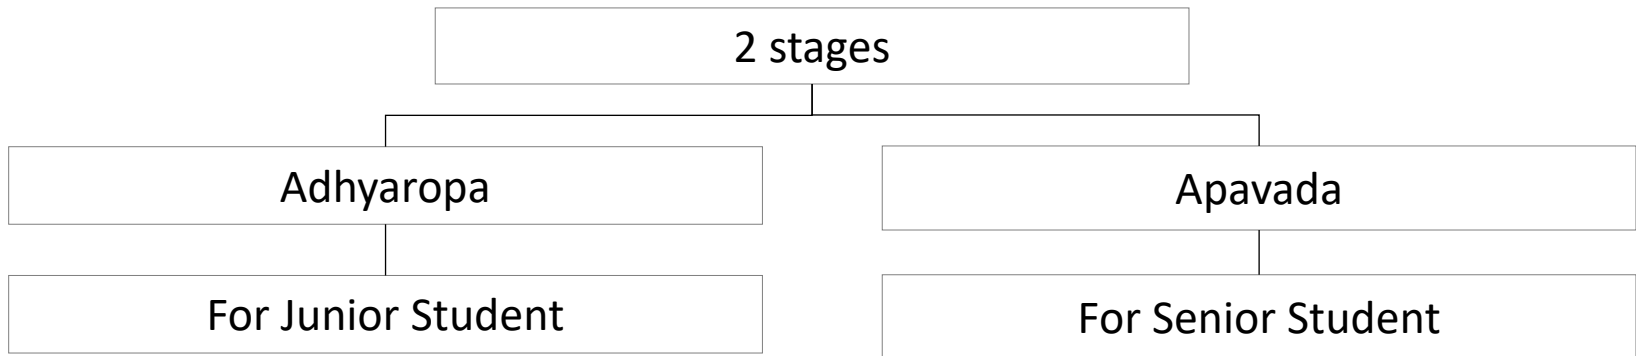 2 stages
Adhyaropa
Apavada
For Junior Student
For Senior Student